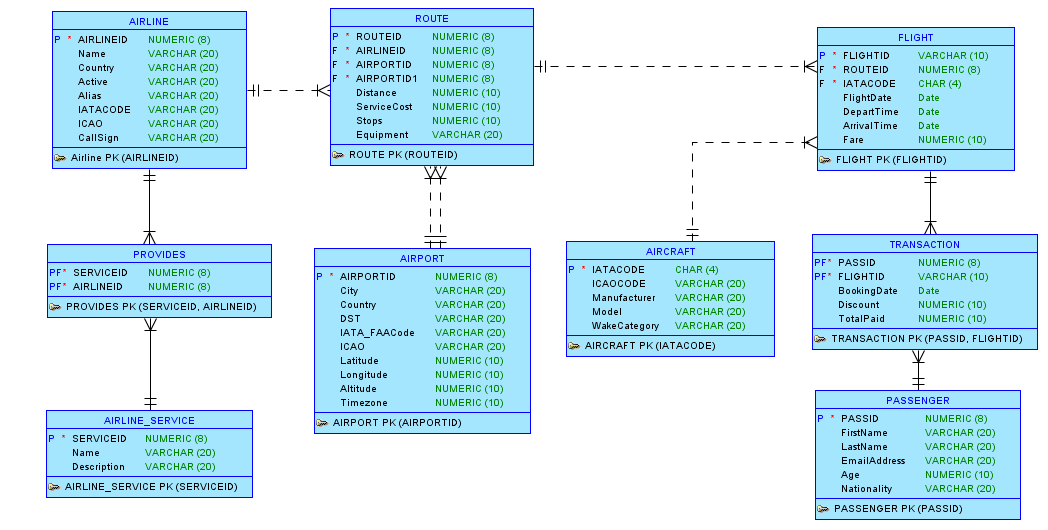 AIRLINE
P * AIRLINEID NUMERIC (8)
Name VARCHAR (20)
Country VARCHAR (20)
Active VARCHAR (20)
Alias VARCHAR (20)
IATACODE VARCHAR (20)
ICAO VARCHAR (20)
CallSign VARCHAR (20)
Airline PK (AIRLINEID)
ROUTE
P * ROUTEID NUMERIC (8)
F * AIRLINEID NUMERIC (8)
F * AIRPORTID NUMERIC (8)
F * AIRPORTID1 NUMERIC (8)
Distance NUMERIC (10)
ServiceCost NUMERIC (10)
Stops NUMERIC (10)
Equipment VARCHAR (20)
ROUTE PK (ROUTEID)
FLIGHT
P * FLIGHTID VARCHAR (10)
F * ROUTEID NUMERIC (8)
F * IATACODE CHAR (4)
FlightDate Date
DepartTime Date
ArrivalTime Date
Fare NUMERIC (10)
FLIGHT PK (FLIGHTID)
PROVIDES
PF* SERVICEID NUMERIC (8)
PF* AIRLINEID NUMERIC (8)
PROVIDES PK (SERVICEID, AIRLINEID)
AIRPORT
P * AIRPORTID NUMERIC (8)
City VARCHAR (20)
Country VARCHAR (20)
DST VARCHAR (20)
IATA_FAACode VARCHAR (20)
ICAO VARCHAR (20)
Latitude NUMERIC (10)
Longitude NUMERIC (10)
Altitude NUMERIC (10)
Timezone NUMERIC (10)
AIRPORT PK (AIRPORTID)
AIRCRAFT
P * IATACODE CHAR (4)
ICAOCODE VARCHAR (20)
Manufacturer VARCHAR (20)
Model VARCHAR (20)
WakeCategory VARCHAR (20)
AIRCRAFT PK (IATACODE)
TRANSACTION
PF* PASSID NUMERIC (8)
PF* FLIGHTID VARCHAR (10)
BookingDate Date
Discount NUMERIC (10)
TotalPaid NUMERIC (10)
TRANSACTION PK (PASSID, FLIGHTID)
AIRLINE_SERVICE
P * SERVICEID NUMERIC (8)
Name VARCHAR (20)
Description VARCHAR (20)
AIRLINE_SERVICE PK (SERVICEID)
PASSENGER
P * PASSID NUMERIC (8)
FirstName VARCHAR (20)
LastName VARCHAR (20)
EmailAddress VARCHAR (20)
Age NUMERIC (10)
Nationality VARCHAR (20)
PASSENGER PK (PASSID)